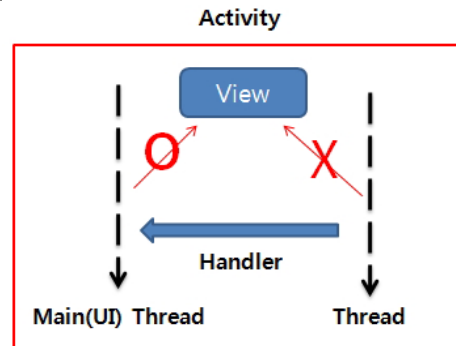 Activity
View
O
X
Handler
Main(UI) Thread
Thread